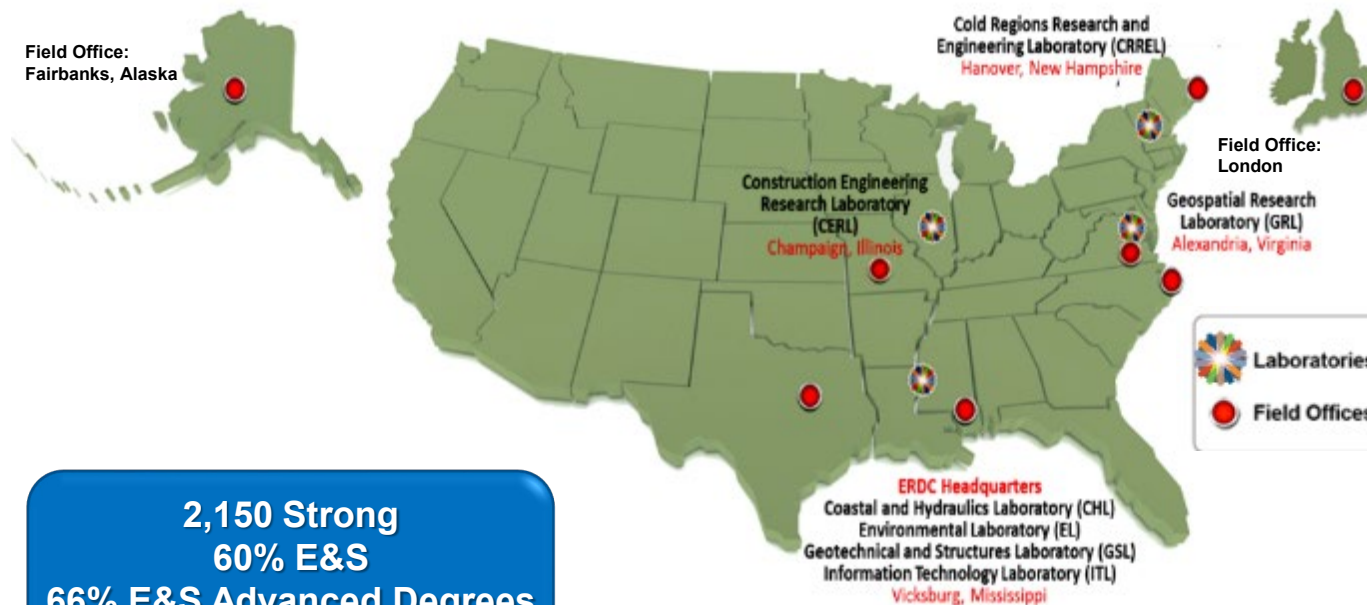 Field Office:
Fairbanks, Alaska
Cold Regions Research and
Engineering Laboratory (CRREL)
Hanover, New Hampshire
Field Office:
London
Construction Engineering
Research Laboratory
(CERL)
Champaign, Illinois
Geospatial Research
Laboratory (GRL)
Alexandria, Virginia
Laboratories
Field Offices
ERDC Headquarters
Coastal and Hydraulics Laboratory (CHL)
Environmental Laboratory (EL)
Geotechnical and Structures Laboratory (GSL)
Information Technology Laboratory (ITL)
Vicksburg, Mississippi
2,150 Strong
60% E&S
66% E&S Advanced Degrees